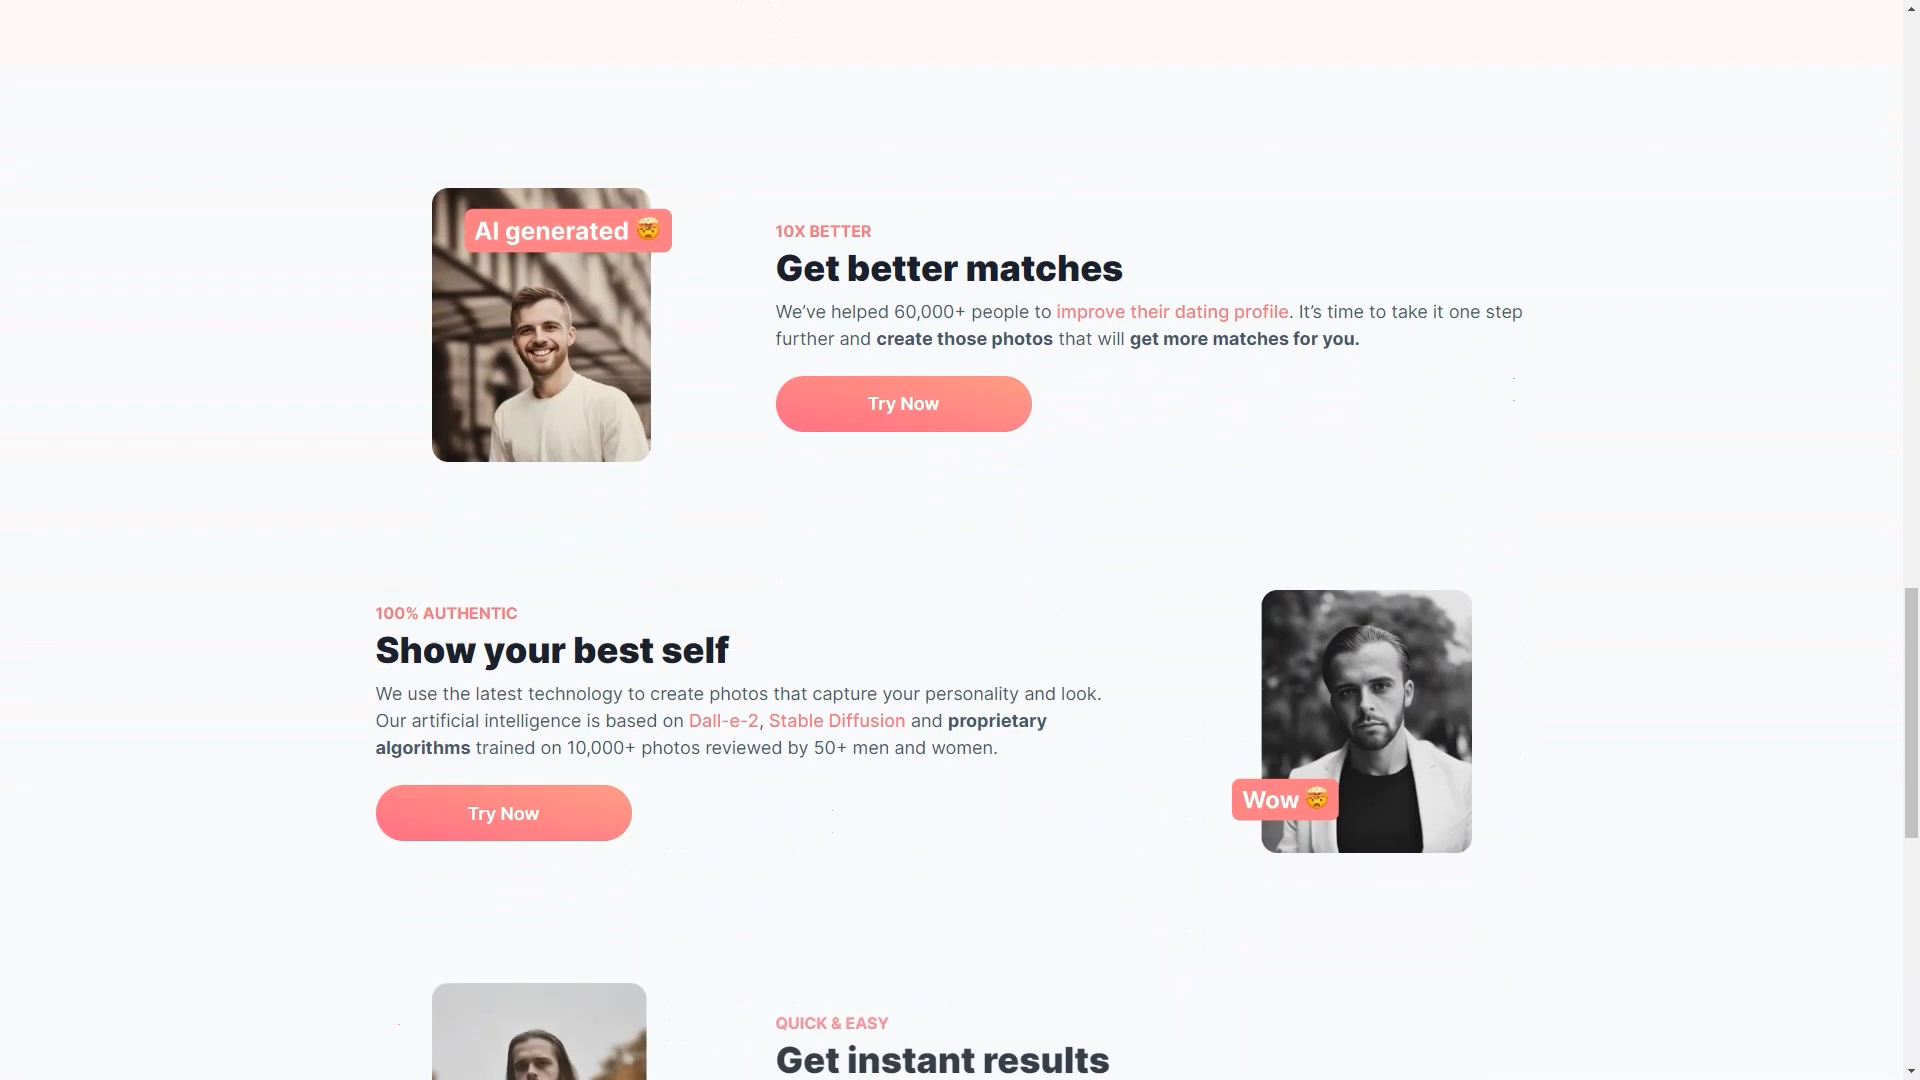 AI generated 🤯
10X BETTER
Get better matches
We’ve helped 60,000+ people to improve their dating profile. It’s time to take it one step
further and create those photos that will get more matches for you.
Try Now
100% AUTHENTIC
Show your best self
We use the latest technology to create photos that capture your personality and look.
Our artificial intelligence is based on Dall-e-2, Stable Diffusion and proprietary
algorithms trained on 10,000+ photos reviewed by 50+ men and women.
Try Now
Wow 🤯
QUICK & EASY
Get instant results